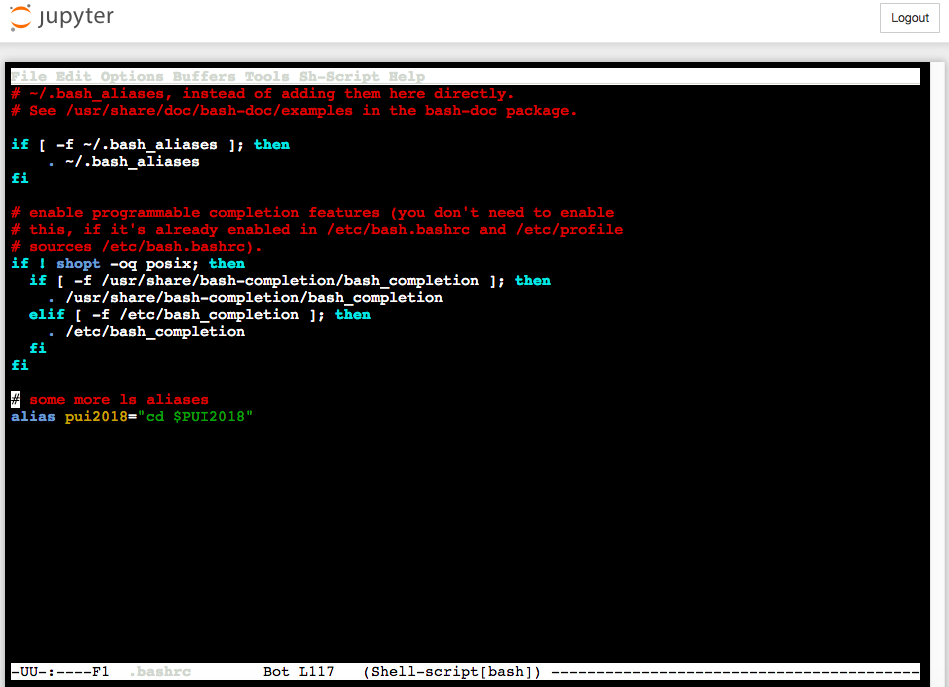 jupyter
Logout
File Edit Options Buffers Tools Sh-Script Help
# ~/.bash_aliases, instead of adding them here directly.
# See /usr/share/doc/bash-doc/examples in the bash-doc package.
if [ -f ~/.bash_aliases ]; then
    . ~/.bash_aliases
fi
# enable programmable completion features (you don't need to enable
# this, if it's already enabled in /etc/bash.bashrc and /etc/profile
# sources /etc/bash.bashrc).
if ! shopt -oq posix; then
  if [ -f /usr/share/bash-completion/bash_completion ]; then
    . /usr/share/bash-completion/bash_completion
  elif [ -f /etc/bash_completion ]; then
    . /etc/bash_completion
  fi
fi
# some more ls aliases
alias pui2018="cd $PUI2018"
-UU-:----F1  .bashrc        Bot L117   (Shell-script[bash]) -----------------------------------------